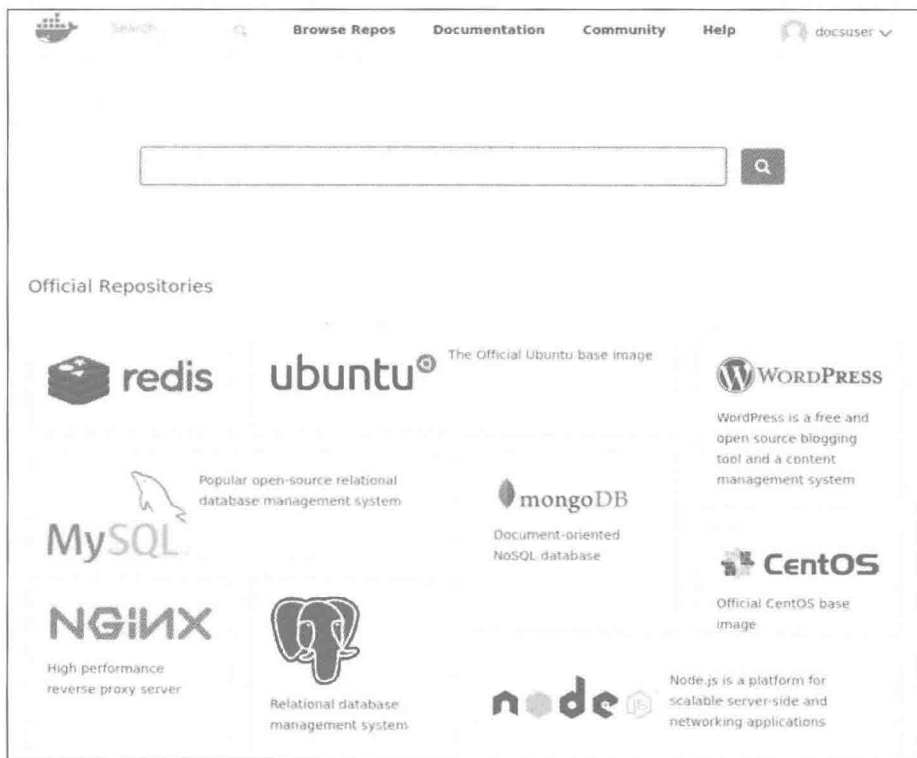 Search
Browse Repos
Documentation
Community
Help
docsuser
Official Repositories
redis
ubuntu
The Official Ubuntu base image
WORDPRESS
WordPress is a free and
open source blogging
tool and a content
management system
MySQL
Popular open-source relational
database management system
mongoDB
Document-oriented
NoSQL database
CentOS
Official CentOS base
image
NGiNX
High performance
reverse proxy server
Relational database
management system
node
JS
Node.js is a platform for
scalable server-side and
networking applications